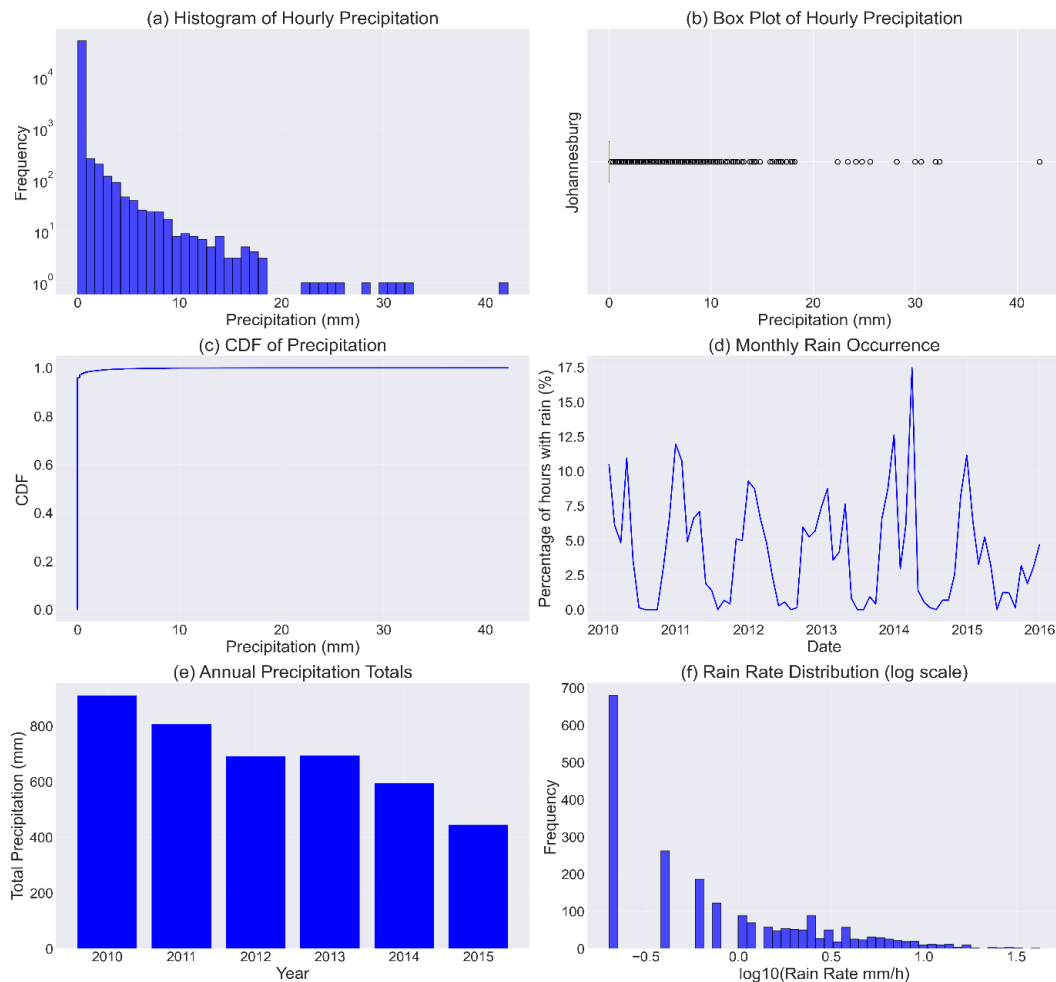 (a) Histogram of Hourly Precipitation
Frequency
10^4
10^3
10^2
10^1
10^0
0 10 20 30 40
Precipitation (mm)
(b) Box Plot of Hourly Precipitation
Johannesburg
0 10 20 30 40
Precipitation (mm)
(c) CDF of Precipitation
CDF
1.0
0.8
0.6
0.4
0.2
0.0
0 10 20 30 40
Precipitation (mm)
(d) Monthly Rain Occurrence
Percentage of hours with rain (%)
17.5
15.0
12.5
10.0
7.5
5.0
2.5
0.0
2010 2011 2012 2013 2014 2015 2016
Date
(e) Annual Precipitation Totals
Total Precipitation (mm)
800
600
400
200
0
2010 2011 2012 2013 2014 2015
Year
(f) Rain Rate Distribution (log scale)
Frequency
700
600
500
400
300
200
100
0
−0.5 0.0 0.5 1.0 1.5
log10(Rain Rate mm/h)